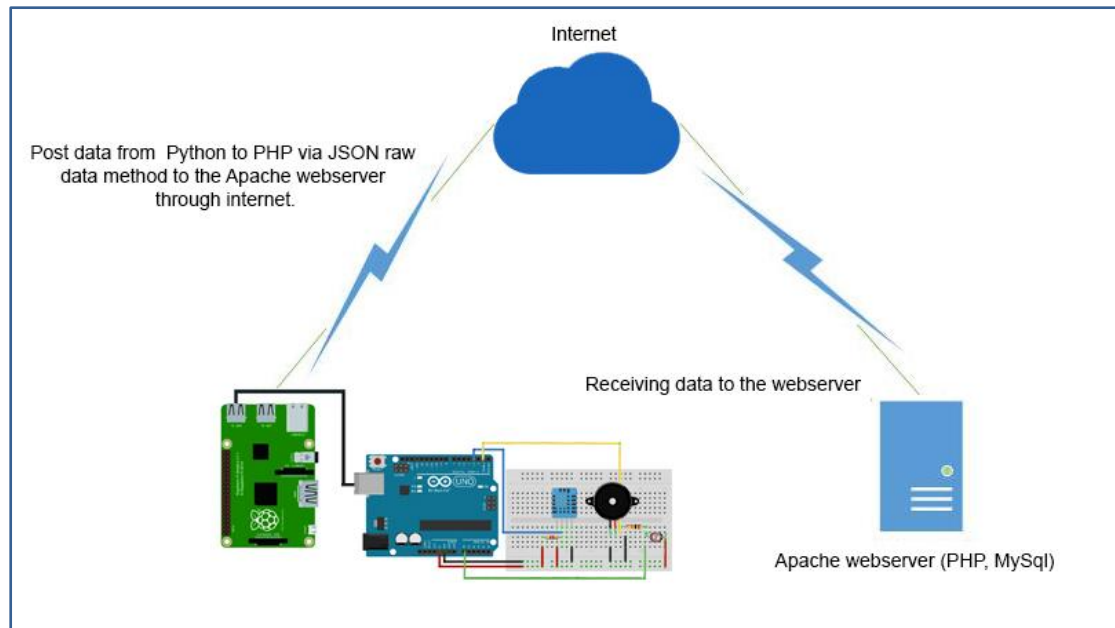 Internet
Post data from Python to PHP via JSON raw
data method to the Apache webserver
through internet.
Receiving data to the webserver
UNO
Apache webserver (PHP, MySql)